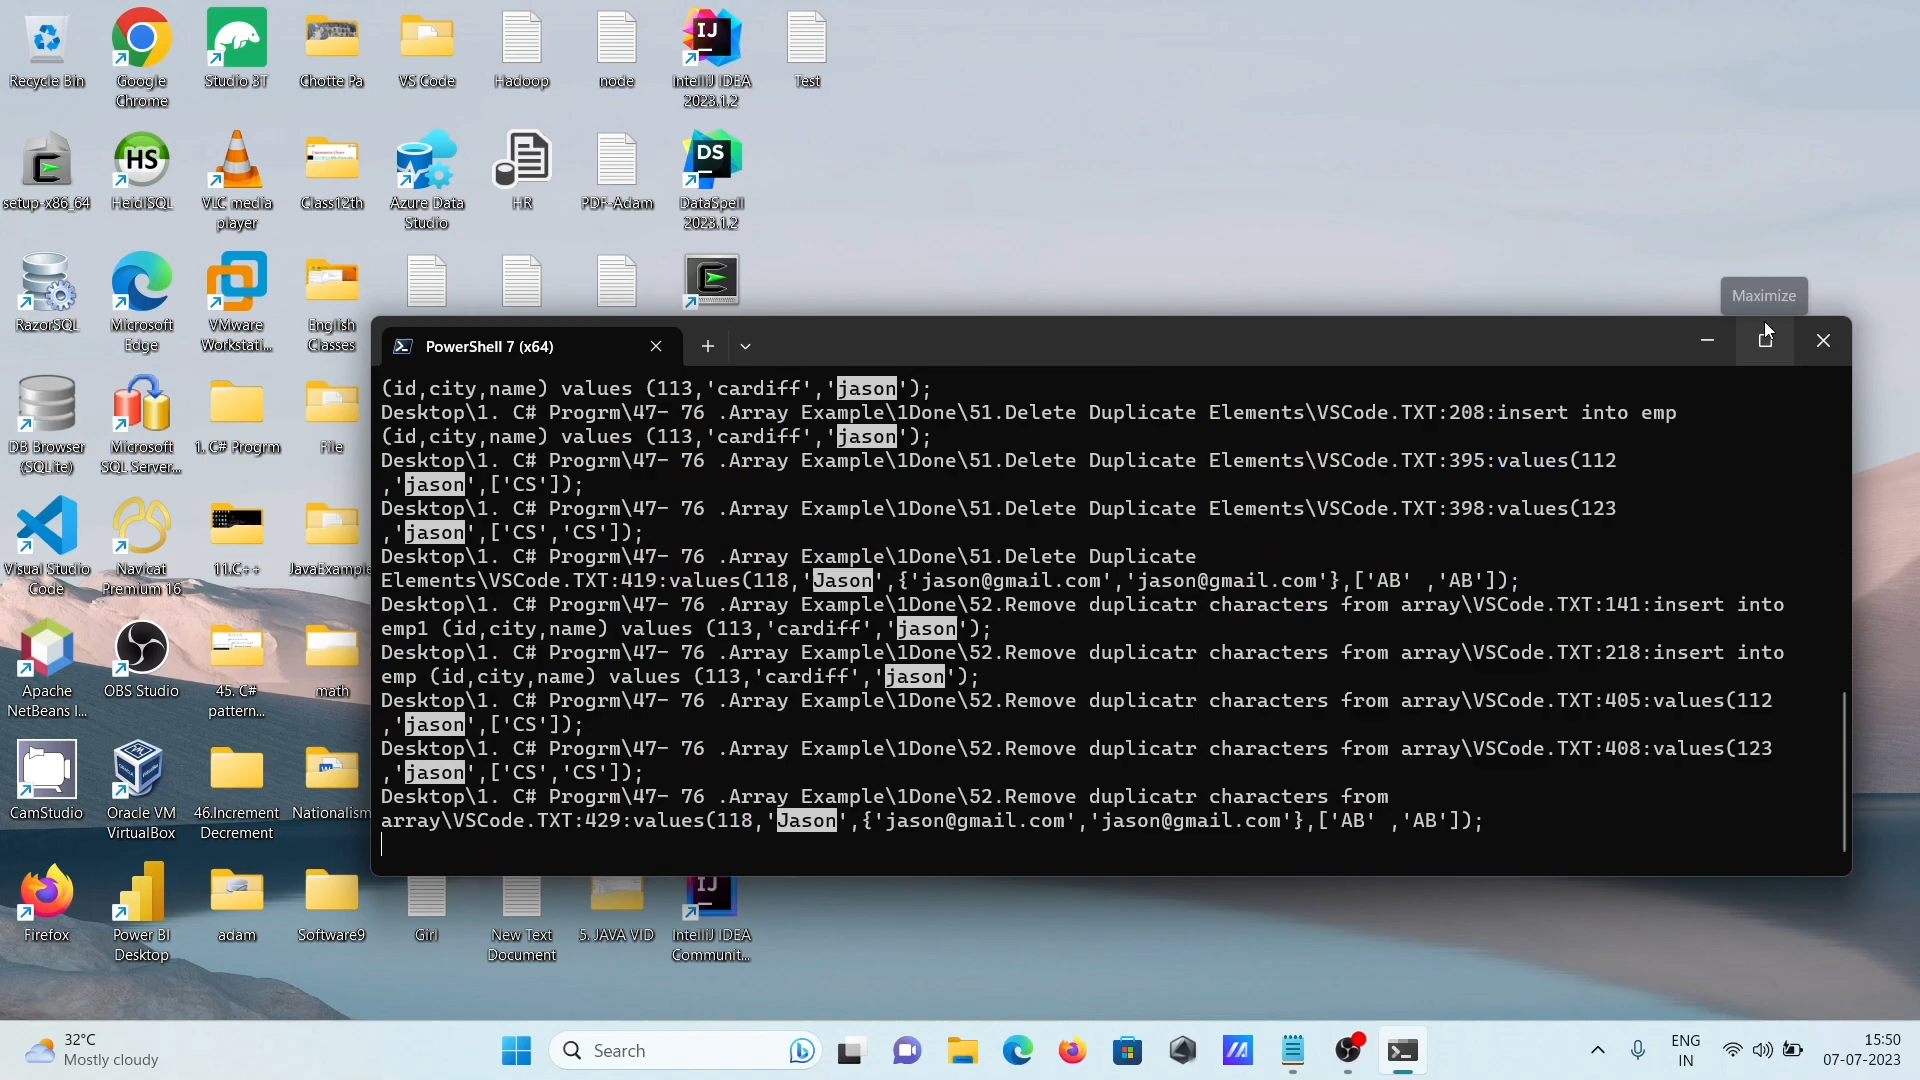 Recycle Bin
Google Chrome
Studio 3T
Chotte Pa
VS Code
Hadoop
node
IntelliJ IDEA 2023.1.2
Test
setup-x86_64
HeidiSQL
VLC media player
Class12th
Azure Data Studio
HR
PDF-Adam
DataSpell 2023.1.2
RazorSQL
Microsoft Edge
VMware Workstati...
English Classes
Maximize
PowerShell 7 (x64)
(id,city,name) values (113,'cardiff','jason');
Desktop\1. C# Progrm\47- 76 .Array Example\1Done\51.Delete Duplicate Elements\VSCode.TXT:208:insert into emp
(id,city,name) values (113,'cardiff','jason');
Desktop\1. C# Progrm\47- 76 .Array Example\1Done\51.Delete Duplicate Elements\VSCode.TXT:395:values(112
,'jason',['CS']);
Desktop\1. C# Progrm\47- 76 .Array Example\1Done\51.Delete Duplicate Elements\VSCode.TXT:398:values(123
,'jason',['CS','CS']);
Desktop\1. C# Progrm\47- 76 .Array Example\1Done\51.Delete Duplicate
Elements\VSCode.TXT:419:values(118,'Jason',{'jason@gmail.com','jason@gmail.com'},['AB' ,'AB']);
Desktop\1. C# Progrm\47- 76 .Array Example\1Done\52.Remove duplicatr characters from array\VSCode.TXT:141:insert into
emp1 (id,city,name) values (113,'cardiff','jason');
Desktop\1. C# Progrm\47- 76 .Array Example\1Done\52.Remove duplicatr characters from array\VSCode.TXT:218:insert into
emp (id,city,name) values (113,'cardiff','jason');
Desktop\1. C# Progrm\47- 76 .Array Example\1Done\52.Remove duplicatr characters from array\VSCode.TXT:405:values(112
,'jason',['CS']);
Desktop\1. C# Progrm\47- 76 .Array Example\1Done\52.Remove duplicatr characters from array\VSCode.TXT:408:values(123
,'jason',['CS','CS']);
Desktop\1. C# Progrm\47- 76 .Array Example\1Done\52.Remove duplicatr characters from
array\VSCode.TXT:429:values(118,'Jason',{'jason@gmail.com','jason@gmail.com'},['AB' ,'AB']);
DB Browser (SQLite)
Microsoft SQL Server...
1. C# Progrm
File
Visual Studio Code
Navicat Premium 16
11.C++
JavaExample
Apache NetBeans I...
OBS Studio
45. C# pattern...
math
CamStudio
Oracle VM VirtualBox
46.Increment Decrement
Nationalism
Firefox
Power BI Desktop
adam
Software9
Girl
New Text Document
5. JAVA VID
IntelliJ IDEA Communit...
32°C
Mostly cloudy
Search
ENG
IN
15:50
07-07-2023